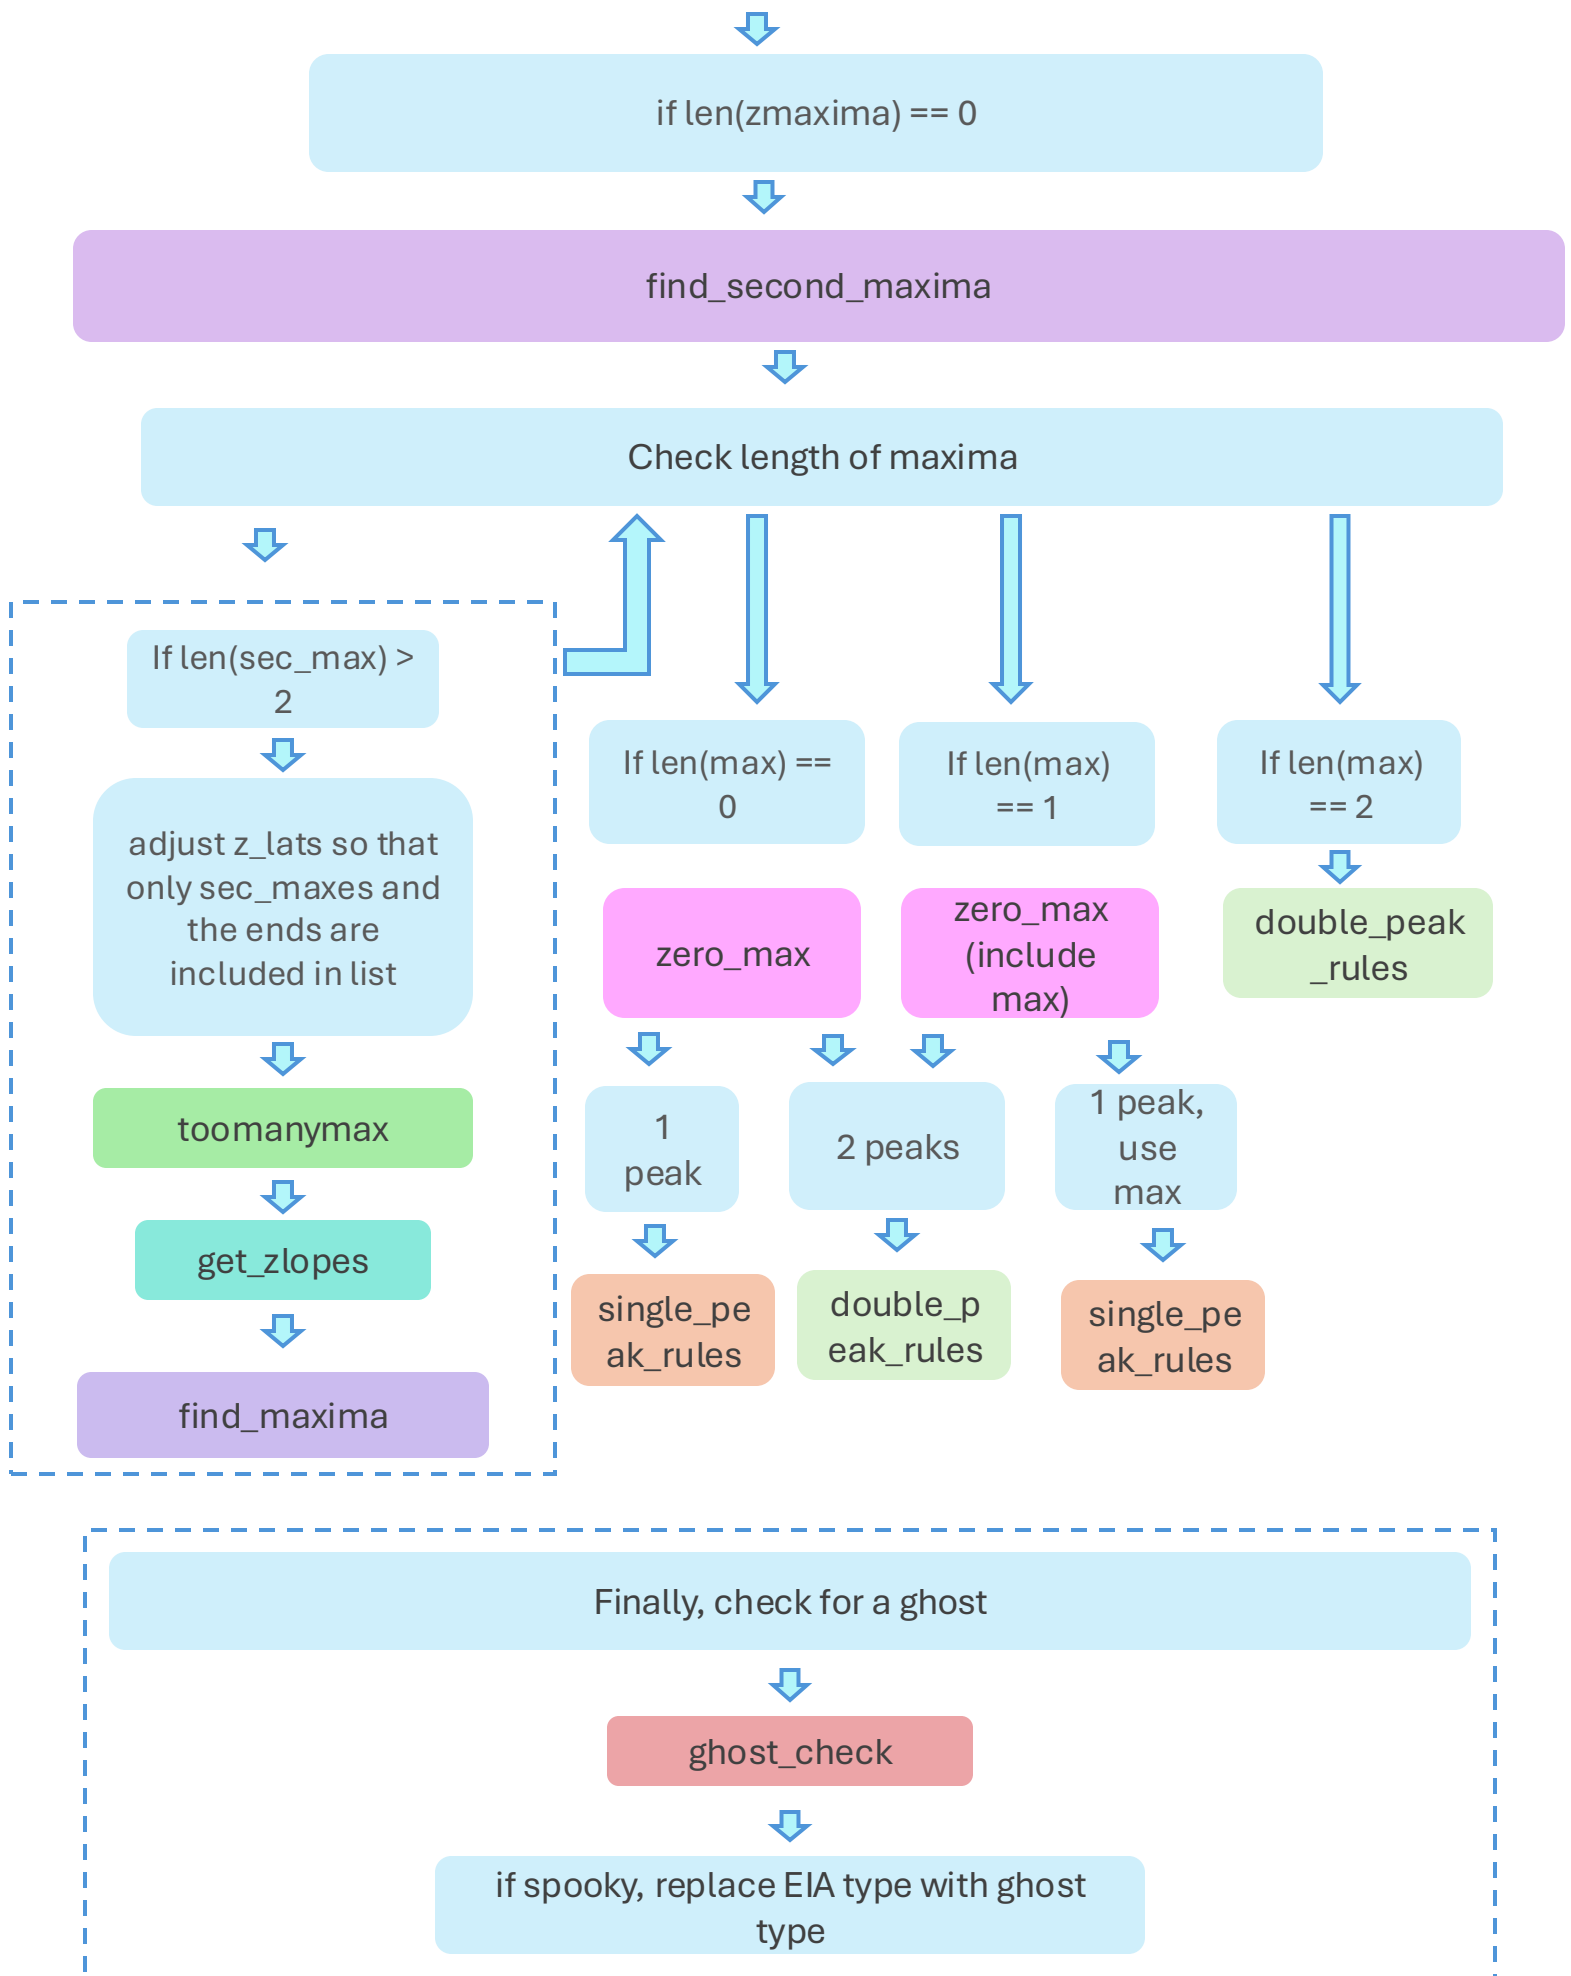 if len(zmaxima) == 0
find_second_maxima
Check length of maxima
If len(sec_max) >
2
adjust z_lats so that
only sec_maxes and
the ends are
included in list
toomanymax
get_zlopes
find_maxima
If len(max) ==
0
zero_max
If len(max)
== 1
zero_max
(include
max)
If len(max)
== 2
double_peak
_rules
1
peak
2 peaks
1 peak,
use
max
single_pe
ak_rules
double_p
eak_rules
single_pe
ak_rules
Finally, check for a ghost
ghost_check
if spooky, replace EIA type with ghost
type